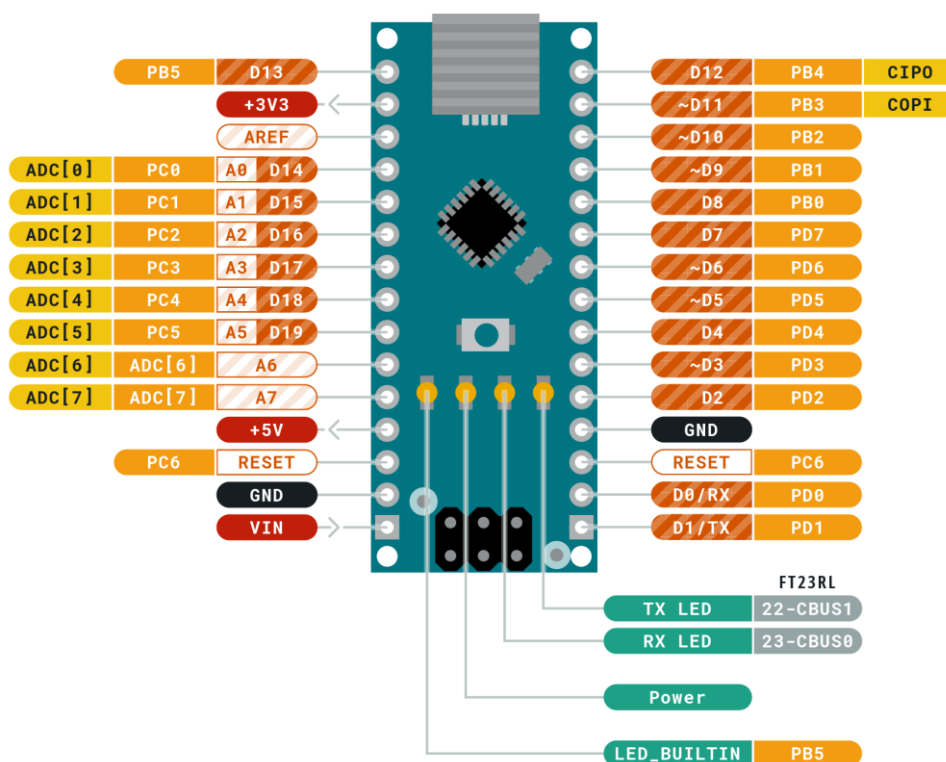 PB5 D13 D12 PB4 CIPO
+3V3 ~D11 PB3 COPI
AREF ~D10 PB2
ADC[0] PC0 A0 D14 ~D9 PB1
ADC[1] PC1 A1 D15 D8 PB0
ADC[2] PC2 A2 D16 D7 PD7
ADC[3] PC3 A3 D17 ~D6 PD6
ADC[4] PC4 A4 D18 ~D5 PD5
ADC[5] PC5 A5 D19 D4 PD4
ADC[6] ADC[6] A6 ~D3 PD3
ADC[7] ADC[7] A7 D2 PD2
+5V GND
PC6 RESET RESET PC6
GND D0/RX PD0
VIN D1/TX PD1
FT23RL
TX LED 22-CBUS1
RX LED 23-CBUS0
Power
LED_BUILTIN PB5